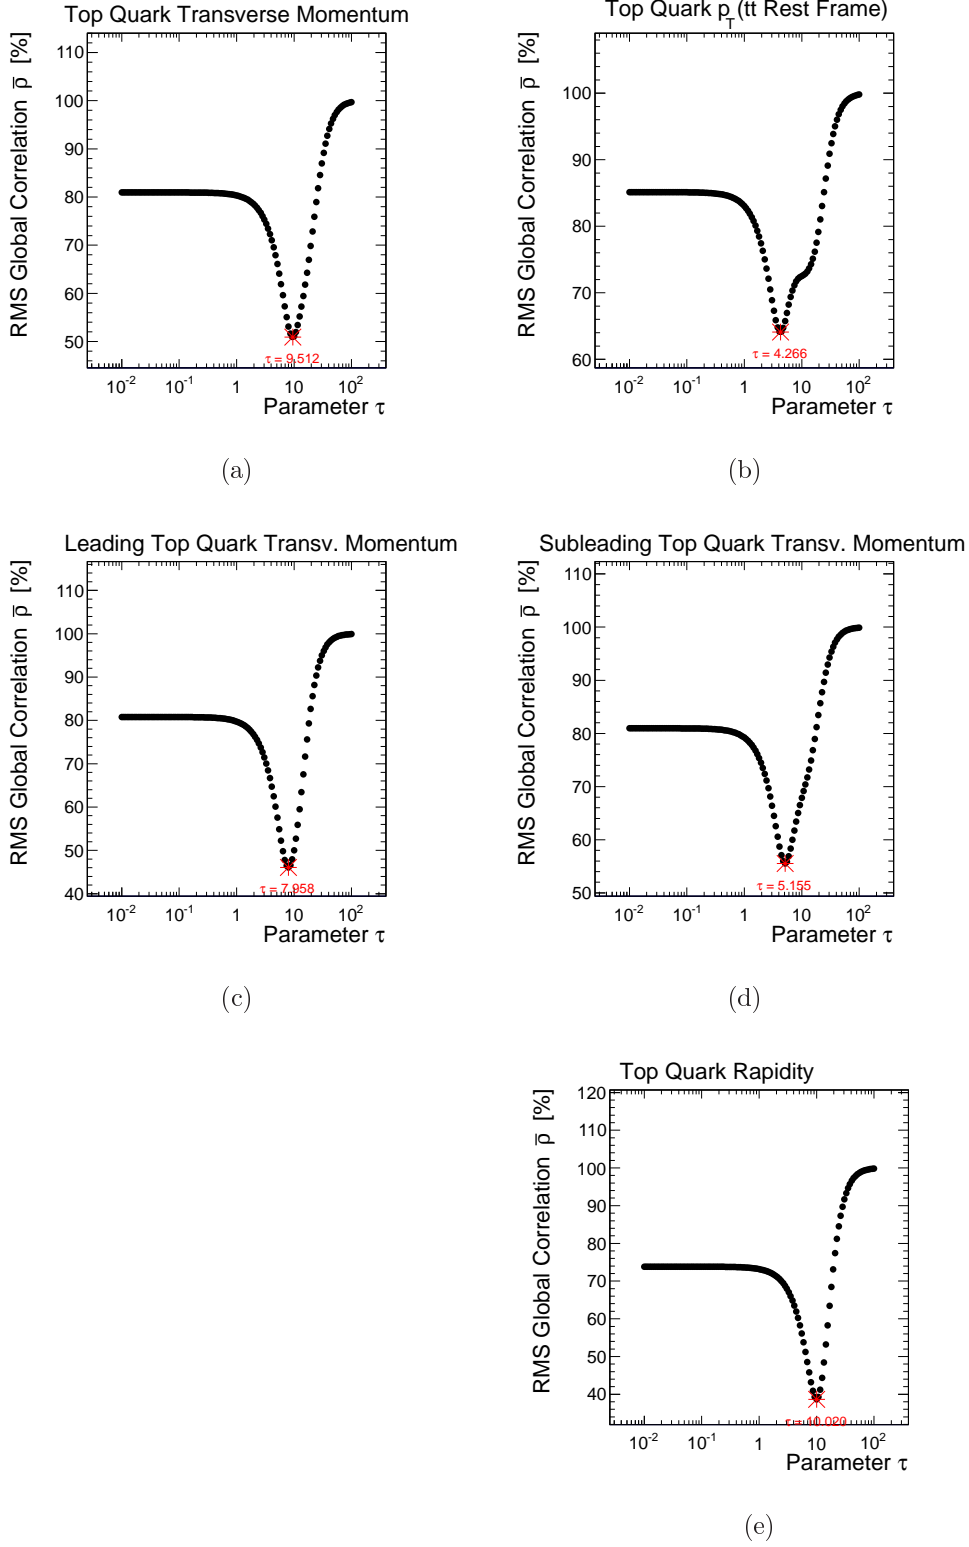 Top Quark Transverse Momentum
RMS Global Correlation ρ̅ [%]
110
100
90
80
70
60
50
τ = 9.512
10^-2 10^-1 1 10 10^2
Parameter τ
(a)
Top Quark p_T(tt Rest Frame)
RMS Global Correlation ρ̅ [%]
100
90
80
70
60
τ = 4.266
10^-2 10^-1 1 10 10^2
Parameter τ
(b)
Leading Top Quark Transv. Momentum
RMS Global Correlation ρ̅ [%]
110
100
90
80
70
60
50
40
τ = 7.958
10^-2 10^-1 1 10 10^2
Parameter τ
(c)
Subleading Top Quark Transv. Momentum
RMS Global Correlation ρ̅ [%]
110
100
90
80
70
60
50
τ = 5.155
10^-2 10^-1 1 10 10^2
Parameter τ
(d)
Top Quark Rapidity
RMS Global Correlation ρ̅ [%]
120
110
100
90
80
70
60
50
40
τ = 10.020
10^-2 10^-1 1 10 10^2
Parameter τ
(e)